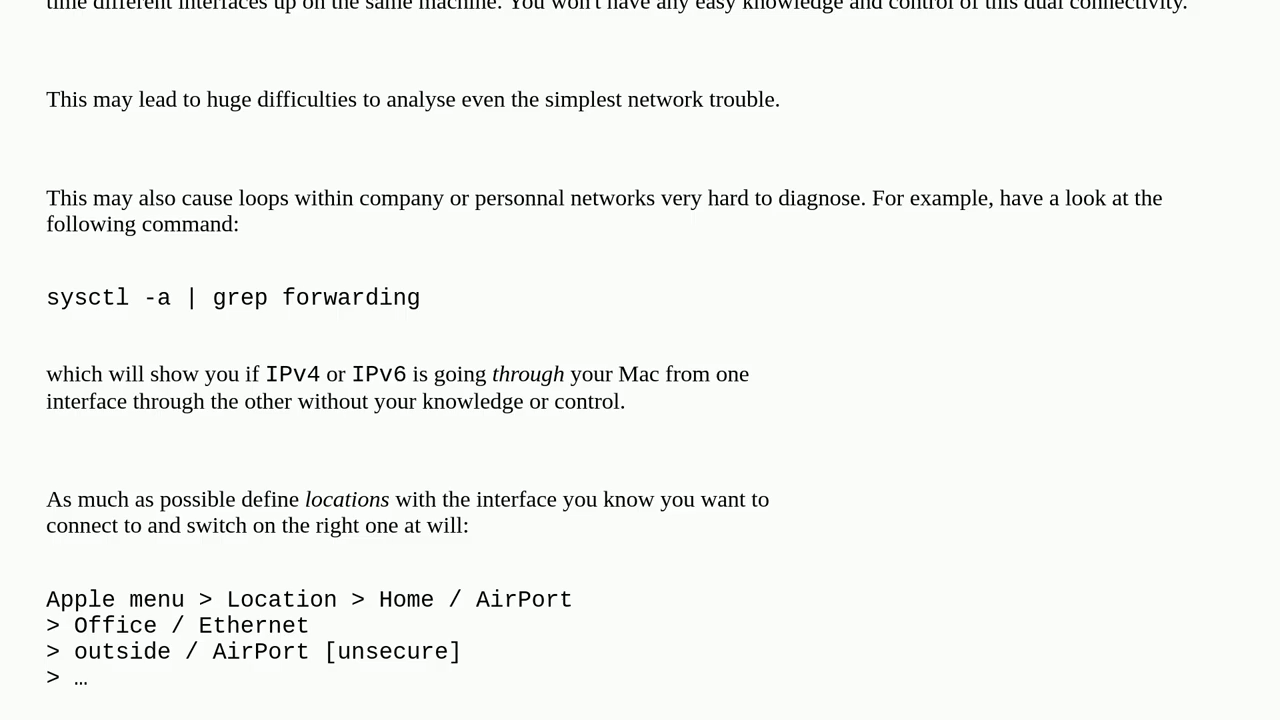 time different interfaces up on the same machine. You won't have any easy knowledge and control of this dual connectivity.
This may lead to huge difficulties to analyse even the simplest network trouble.
This may also cause loops within company or personnal networks very hard to diagnose. For example, have a look at the
following command:
sysctl -a | grep forwarding
which will show you if IPv4 or IPv6 is going through your Mac from one
interface through the other without your knowledge or control.
As much as possible define locations with the interface you know you want to
connect to and switch on the right one at will:
Apple menu > Location > Home / AirPort
> Office / Ethernet
> outside / AirPort [unsecure]
> …